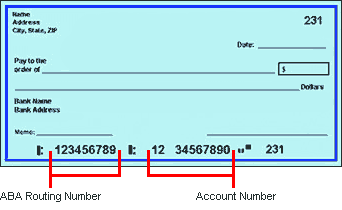 Name
Address
City, State, ZIP
231
Date:
Pay to the
order of
$
Dollars
Bank Name
Bank Address
Memo:
⑆ 123456789 ⑆ 12 34567890 ⑈ 231
ABA Routing Number
Account Number